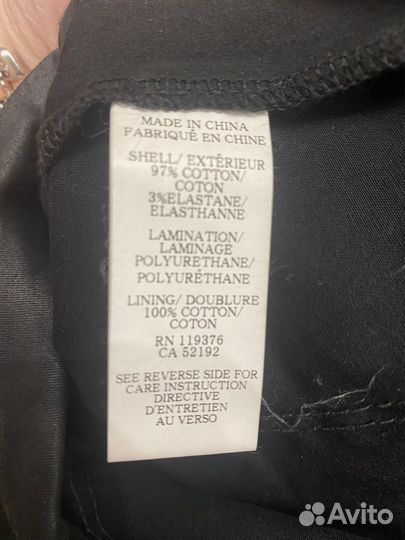 MADE IN CHINA
FABRIQUÉ EN CHINE
SHELL/ EXTÉRIEUR
97% COTTON/
COTON
3%ELASTANE/
ELASTHANNE
LAMINATION/
LAMINAGE
POLYURETHANE/
POLYURÉTHANE
LINING/ DOUBLURE
100% COTTON/
COTON
RN 119376
CA 52192
SEE REVERSE SIDE FOR
CARE INSTRUCTION
DIRECTIVE
D'ENTRETIEN
AU VERSO
Avito